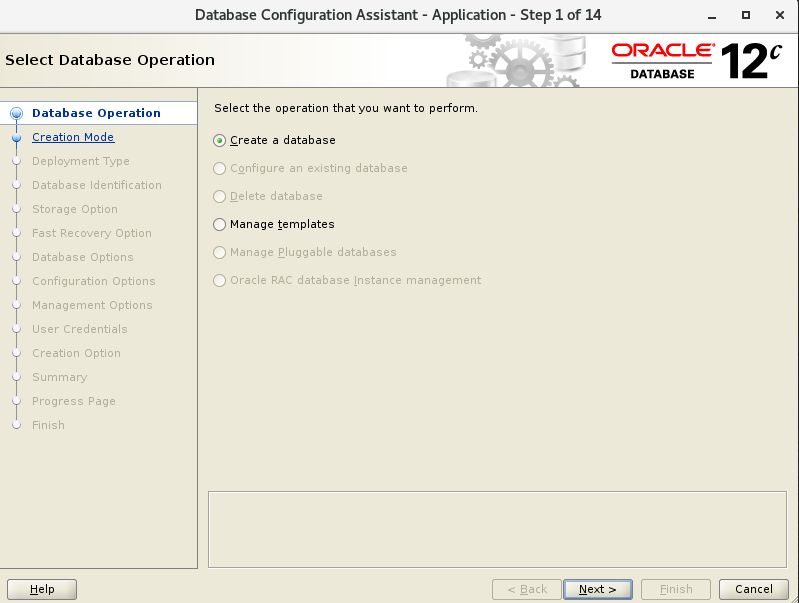 Database Configuration Assistant - Application - Step 1 of 14
Select Database Operation
ORACLE
DATABASE
12c
Database Operation
Creation Mode
Deployment Type
Database Identification
Storage Option
Fast Recovery Option
Database Options
Configuration Options
Management Options
User Credentials
Creation Option
Summary
Progress Page
Finish
Select the operation that you want to perform.
Create a database
Configure an existing database
Delete database
Manage templates
Manage Pluggable databases
Oracle RAC database Instance management
Help
< Back
Next >
Finish
Cancel